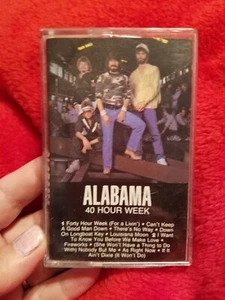 ALABAMA
40 HOUR WEEK
1 Forty Hour Week (For a Livin') • Can't Keep
A Good Man Down • There's No Way • Down
On Longboat Key • Louisiana Moon 2 I Want
To Know You Before We Make Love •
Fireworks • (She Won't Have a Thing to Do
With) Nobody But Me • As Right Now • If It
Ain't Dixie (It Won't Do)